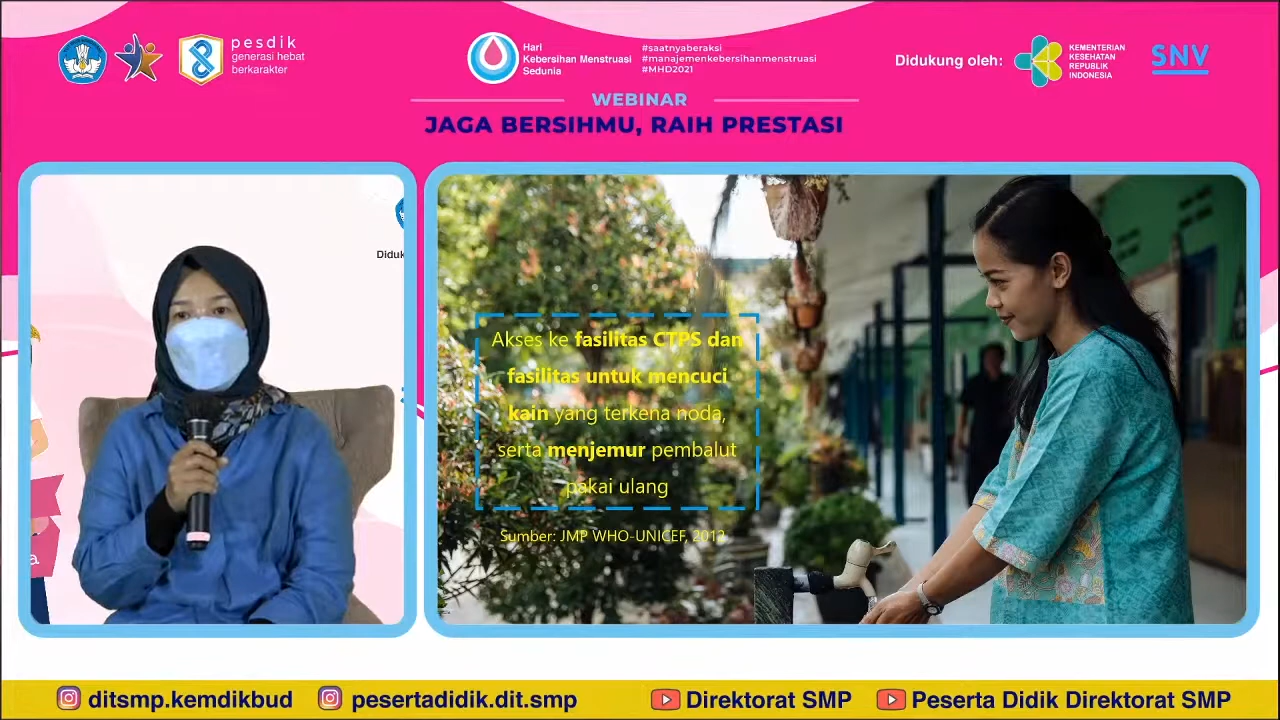 pesdik
generasi hebat
berkarakter
Hari
Kebersihan Menstruasi
Sedunia
#saatnyaberaksi
#manajemenkebersihanmenstruasi
#MHD2021
Didukung oleh:
KEMENTERIAN
KESEHATAN
REPUBLIK
INDONESIA
SNV
WEBINAR
JAGA BERSIHMU, RAIH PRESTASI
Diduk
a
Akses ke fasilitas CTPS dan
fasilitas untuk mencuci
kain yang terkena noda,
serta menjemur pembalut
pakai ulang
Sumber: JMP WHO-UNICEF, 2012
ditsmp.kemdikbud
pesertadidik.dit.smp
Direktorat SMP
Peserta Didik Direktorat SMP